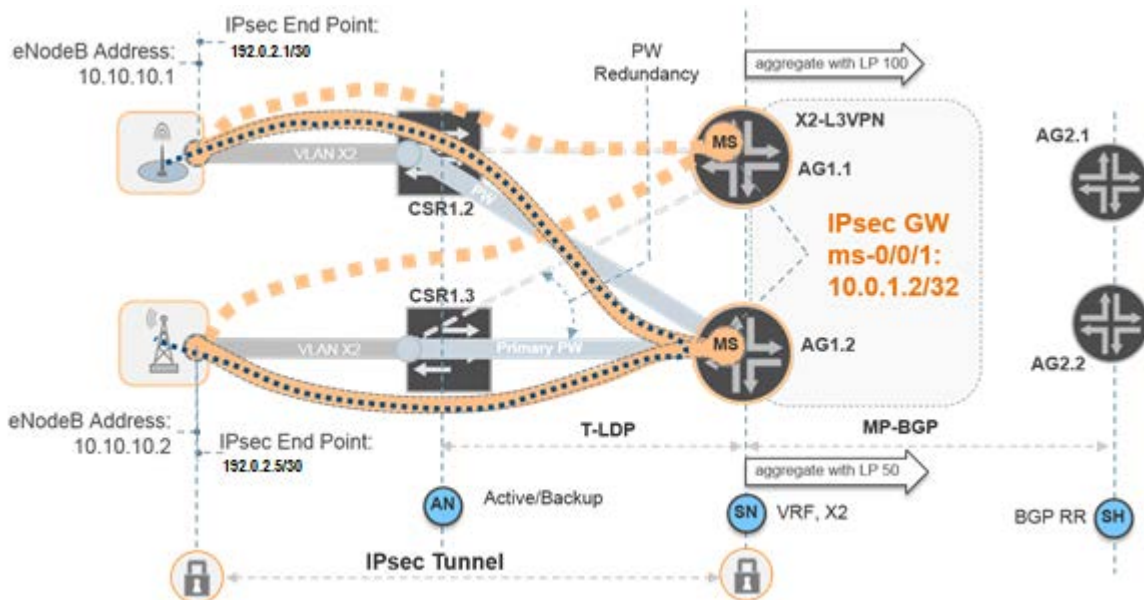 IPsec End Point:
192.0.2.1/30
eNodeB Address:
10.10.10.1
PW
Redundancy
aggregate with LP 100
X2-L3VPN
MS
AG1.1
AG2.1
VLAN X2
PW
CSR1.2
IPsec GW
ms-0/0/1:
10.0.1.2/32
CSR1.3
VLAN X2
Primary PW
MS
AG1.2
AG2.2
eNodeB Address:
10.10.10.2
IPsec End Point:
192.0.2.5/30
T-LDP
MP-BGP
aggregate with LP 50
AN
Active/Backup
SN
VRF, X2
BGP RR
SH
IPsec Tunnel